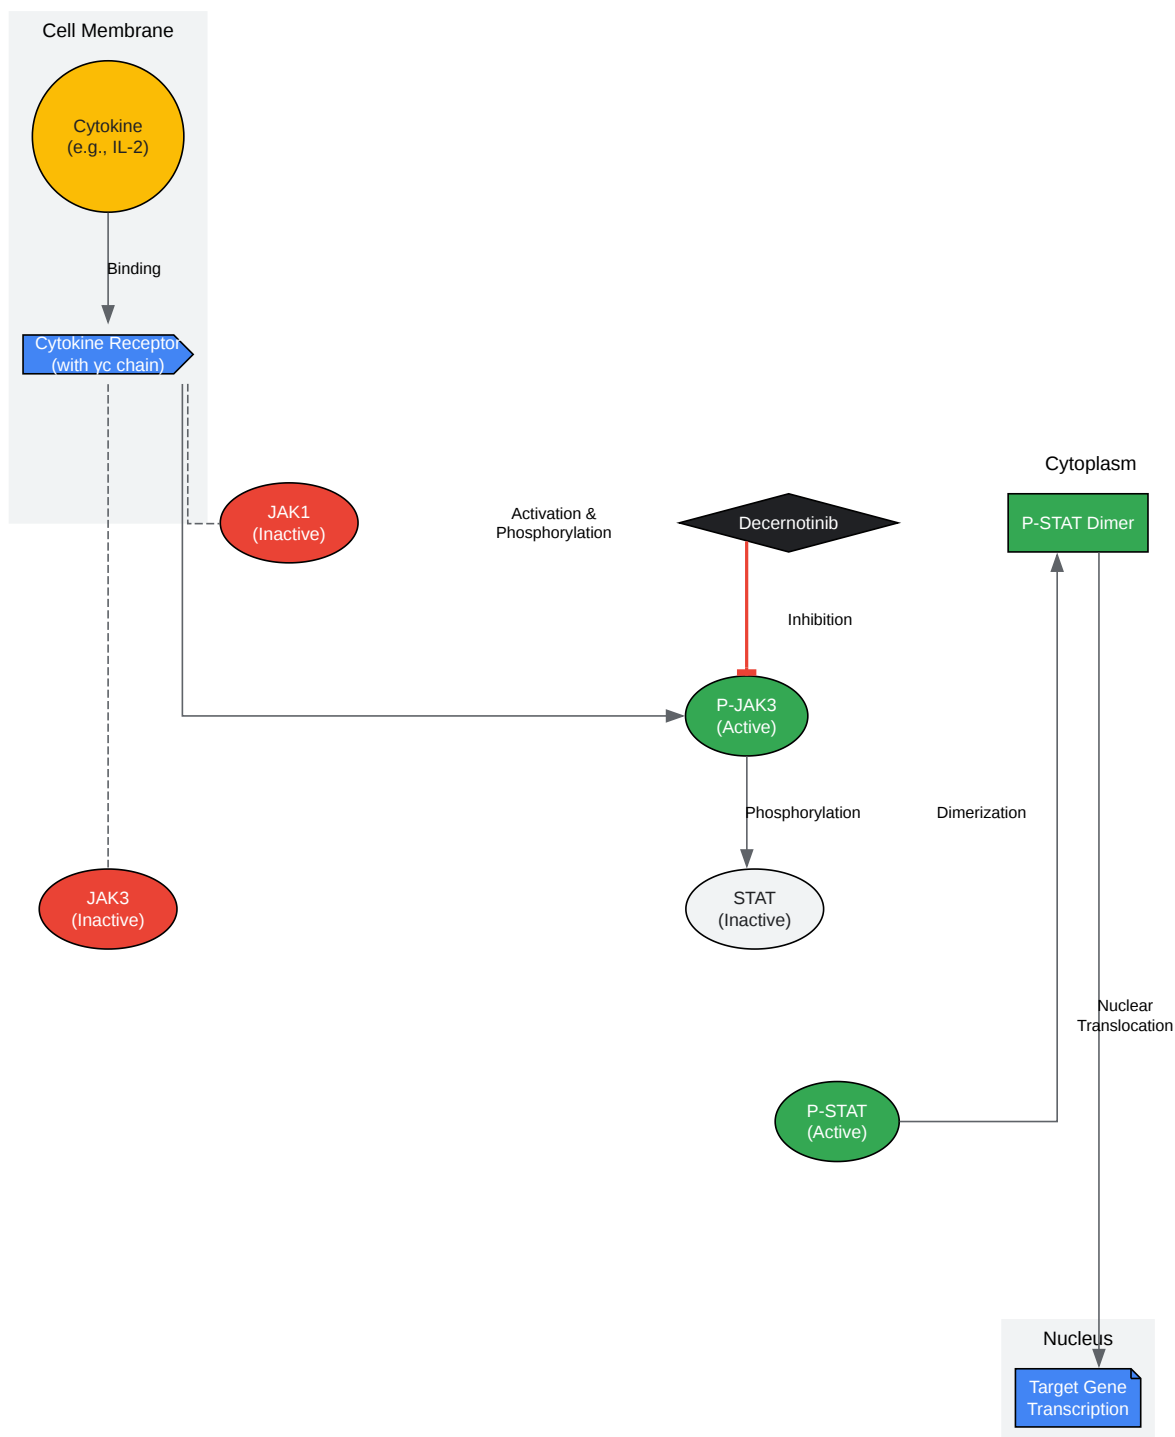 Cell Membrane
Cytokine
(e.g., IL-2)
Binding
Cytokine Receptor
(with yc chain)
Cytoplasm
JAK1
(Inactive)
Activation &
Phosphorylation
Decernotinib
P-STAT Dimer
Inhibition
P-JAK3
(Active)
Phosphorylation
Dimerization
JAK3
(Inactive)
STAT
(Inactive)
Nuclear
Translocation
P-STAT
(Active)
Nucleus
Target Gene
Transcription